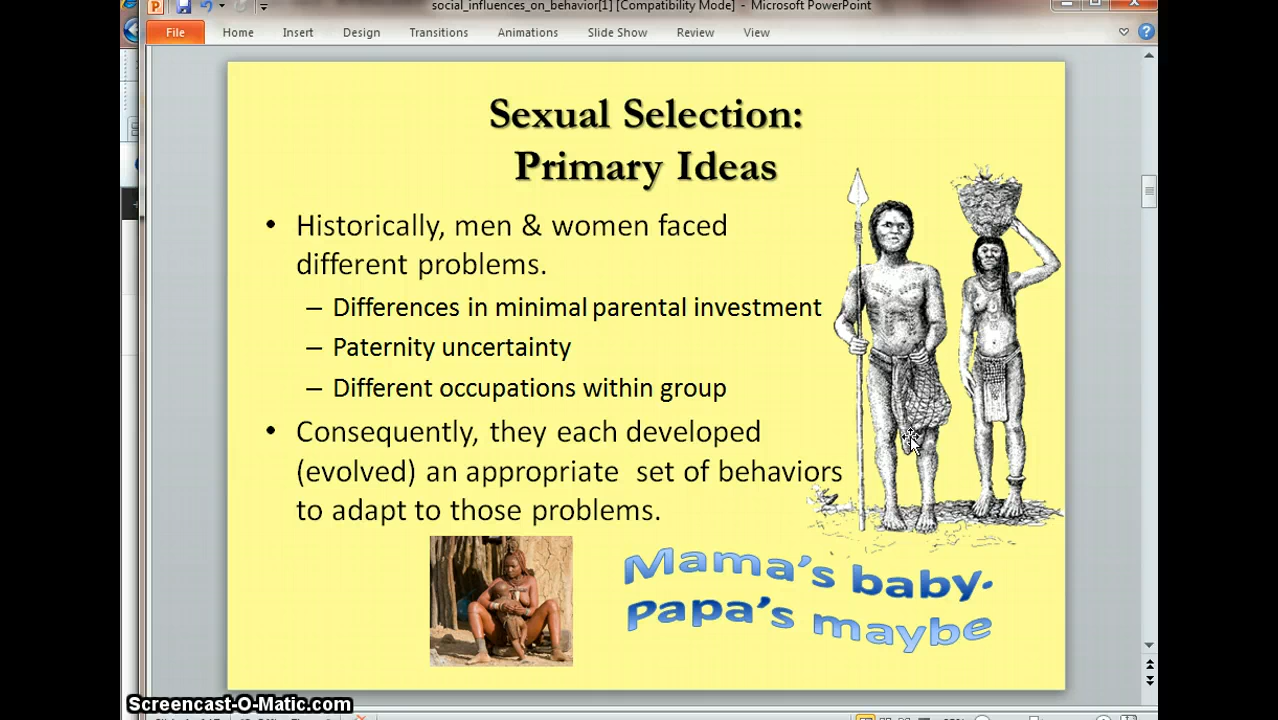 social_influences_on_behavior[1] [Compatibility Mode] - Microsoft PowerPoint
File Home Insert Design Transitions Animations Slide Show Review View
Sexual Selection:
Primary Ideas
• Historically, men & women faced
different problems.
– Differences in minimal parental investment
– Paternity uncertainty
– Different occupations within group
• Consequently, they each developed
(evolved) an appropriate set of behaviors
to adapt to those problems.
Mama's baby-
Papa's maybe
Screencast-O-Matic.com